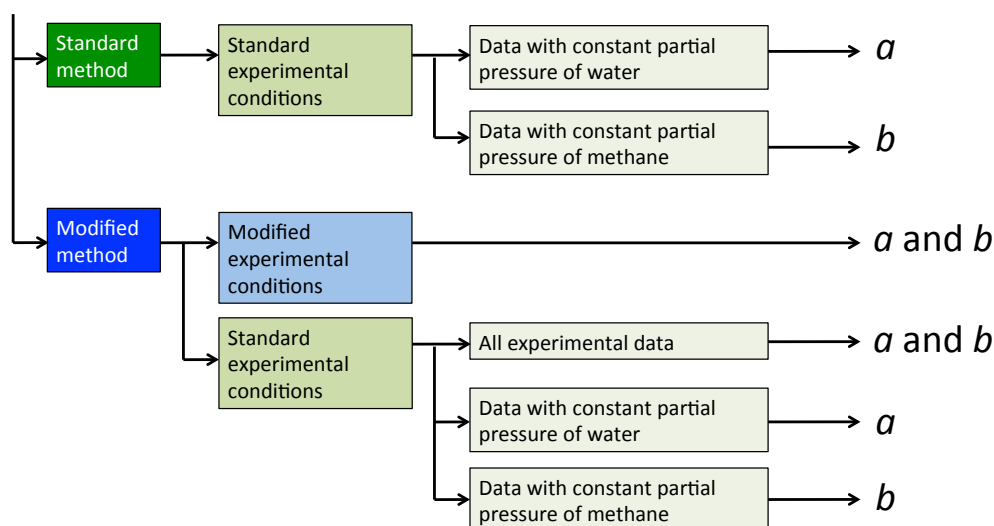 Standard
method
Standard
experimental
conditions
Data with constant partial
pressure of water
a
Data with constant partial
pressure of methane
b
Modified
method
Modified
experimental
conditions
a and b
Standard
experimental
conditions
All experimental data
a and b
Data with constant partial
pressure of water
a
Data with constant partial
pressure of methane
b